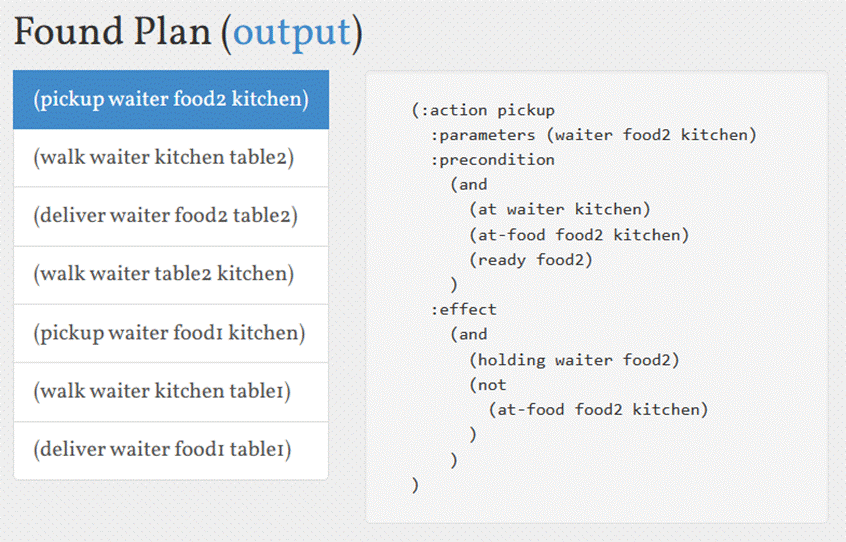 Found Plan (output)
(pickup waiter food2 kitchen)
(walk waiter kitchen table2)
(deliver waiter food2 table2)
(walk waiter table2 kitchen)
(pickup waiter food1 kitchen)
(walk waiter kitchen table1)
(deliver waiter food1 table1)
(:action pickup
:parameters (waiter food2 kitchen)
:precondition
(and
(at waiter kitchen)
(at-food food2 kitchen)
(ready food2)
)
:effect
(and
(holding waiter food2)
(not
(at-food food2 kitchen)
)
)
)